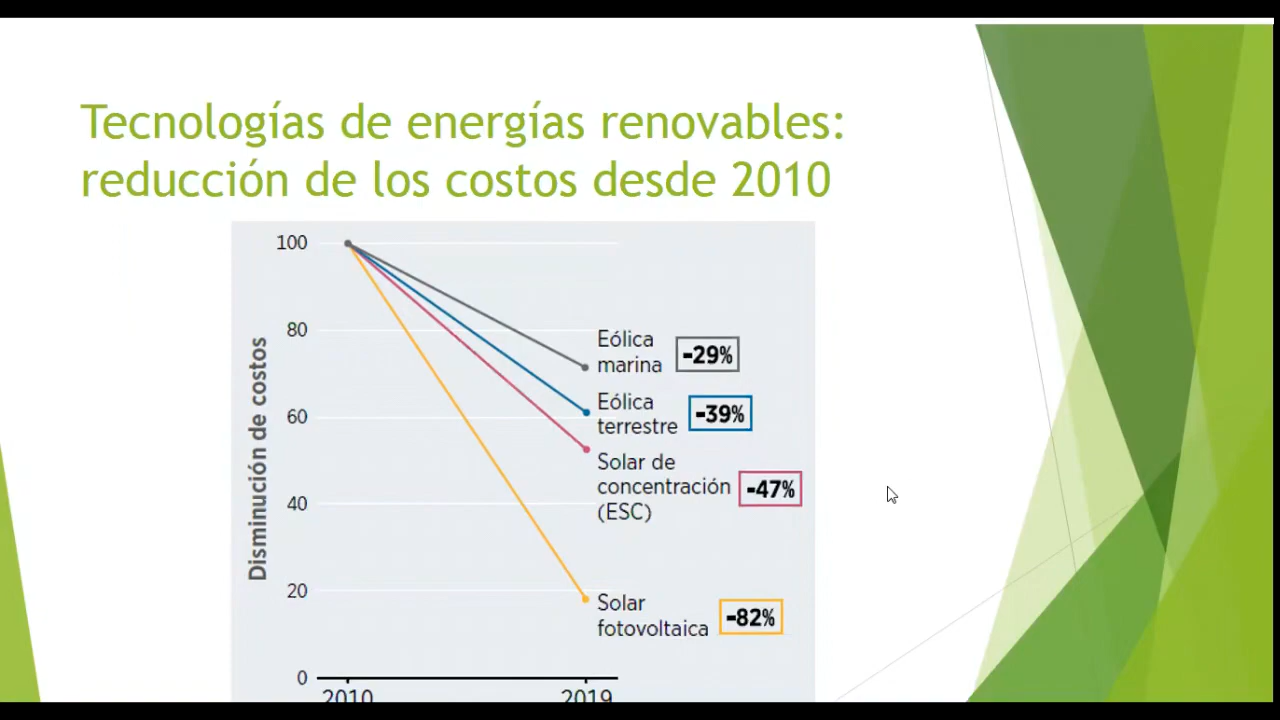 Tecnologías de energías renovables:
reducción de los costos desde 2010
Disminución de costos
100
80
60
40
20
0
Eólica
marina
-29%
Eólica
terrestre
-39%
Solar de
concentración
(ESC)
-47%
Solar
fotovoltaica
-82%
2010
2019